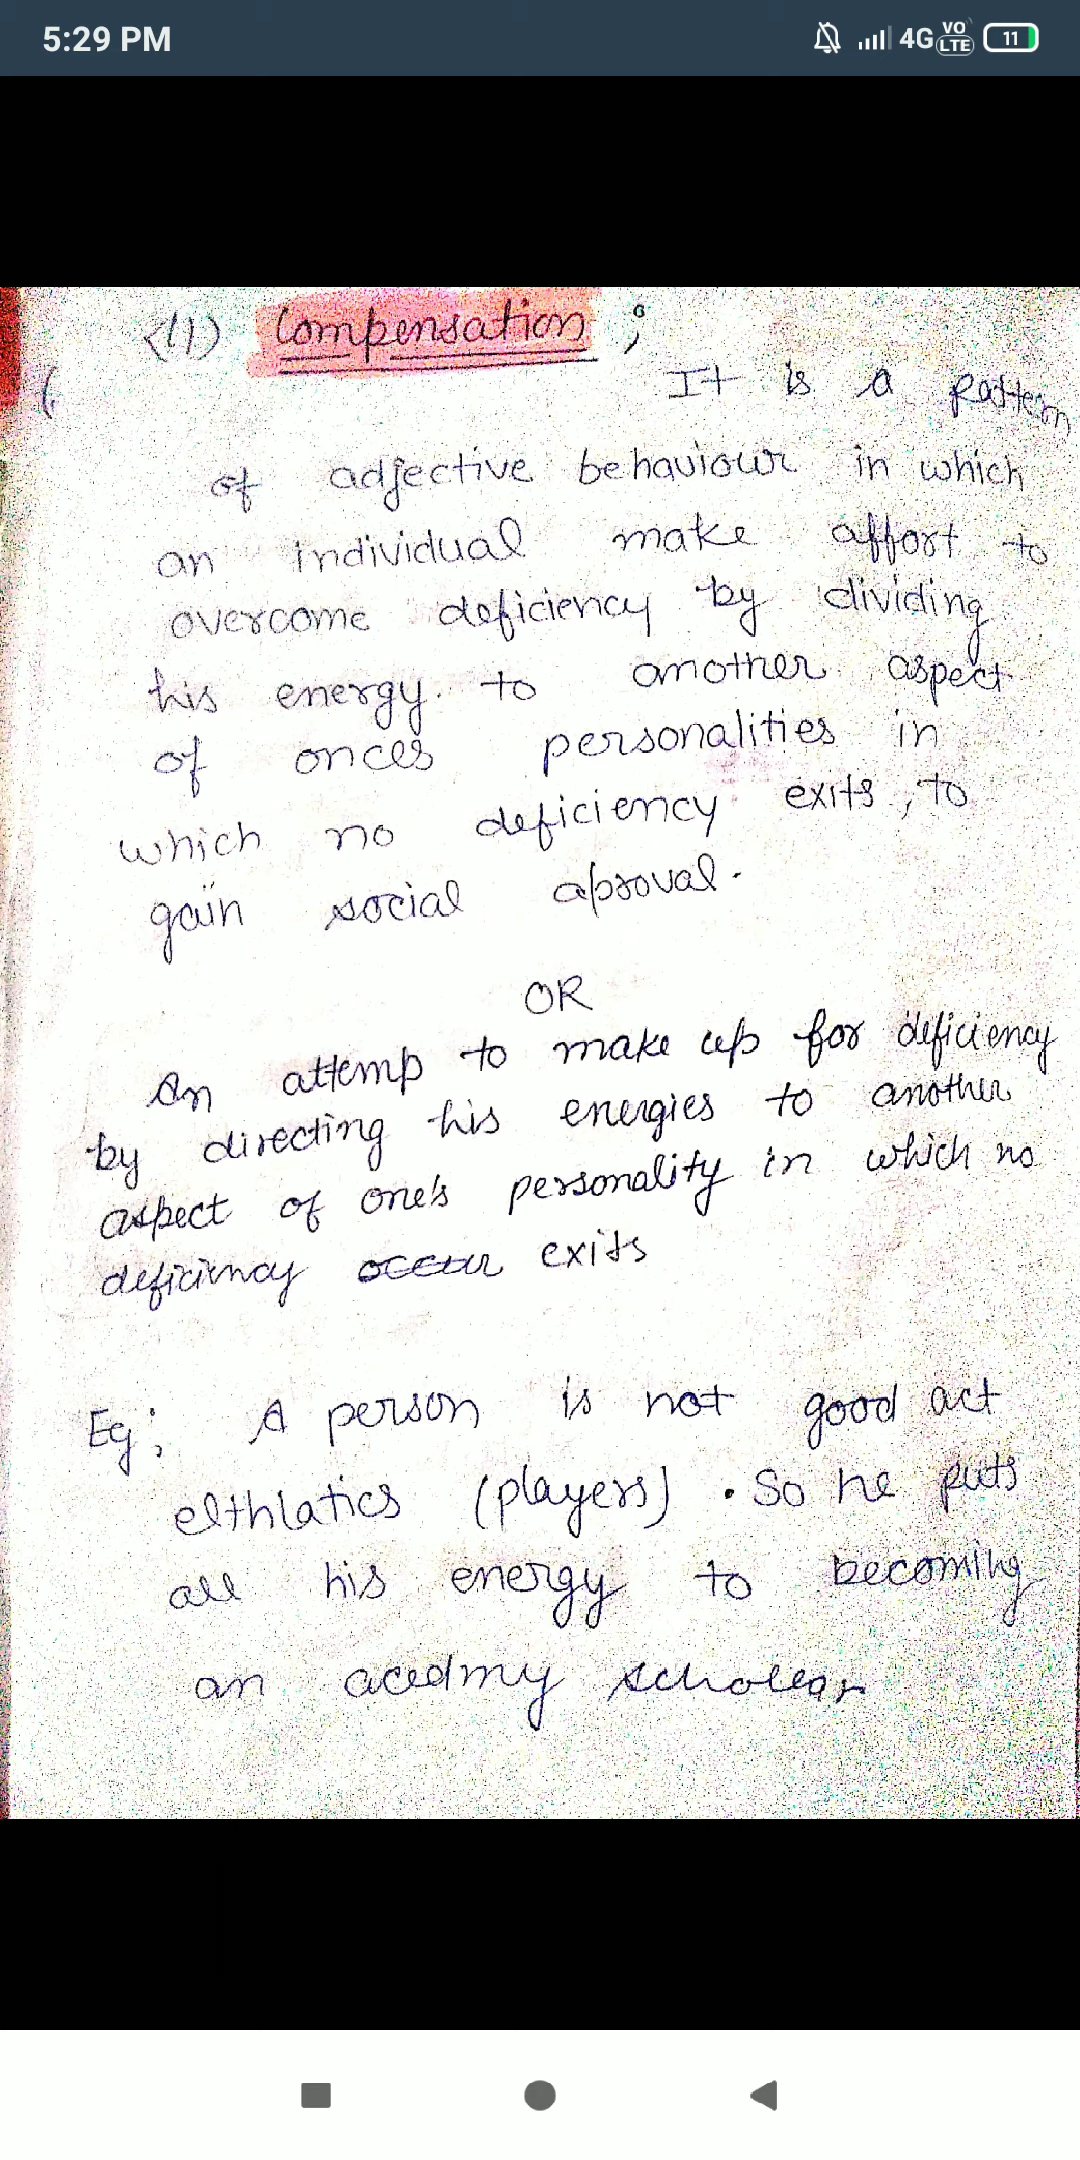 5:29 PM
4G VO LTE 11
(11) Compensation ;
It is a Pattern
of adjective behaviour in which
an individual make affort to
overcome deficiency by dividing
his energy to another aspect
of onces personalities in
which no deficiency exits, to
gain social aproval.
OR
An attemp to make up for deficiency
by directing his energies to another
aspect of one's personality in which no
deficiency occur exits
Eg; A person is not good act
elthlatics (players). So he puts
all his energy to becoming
an acedmy scholear